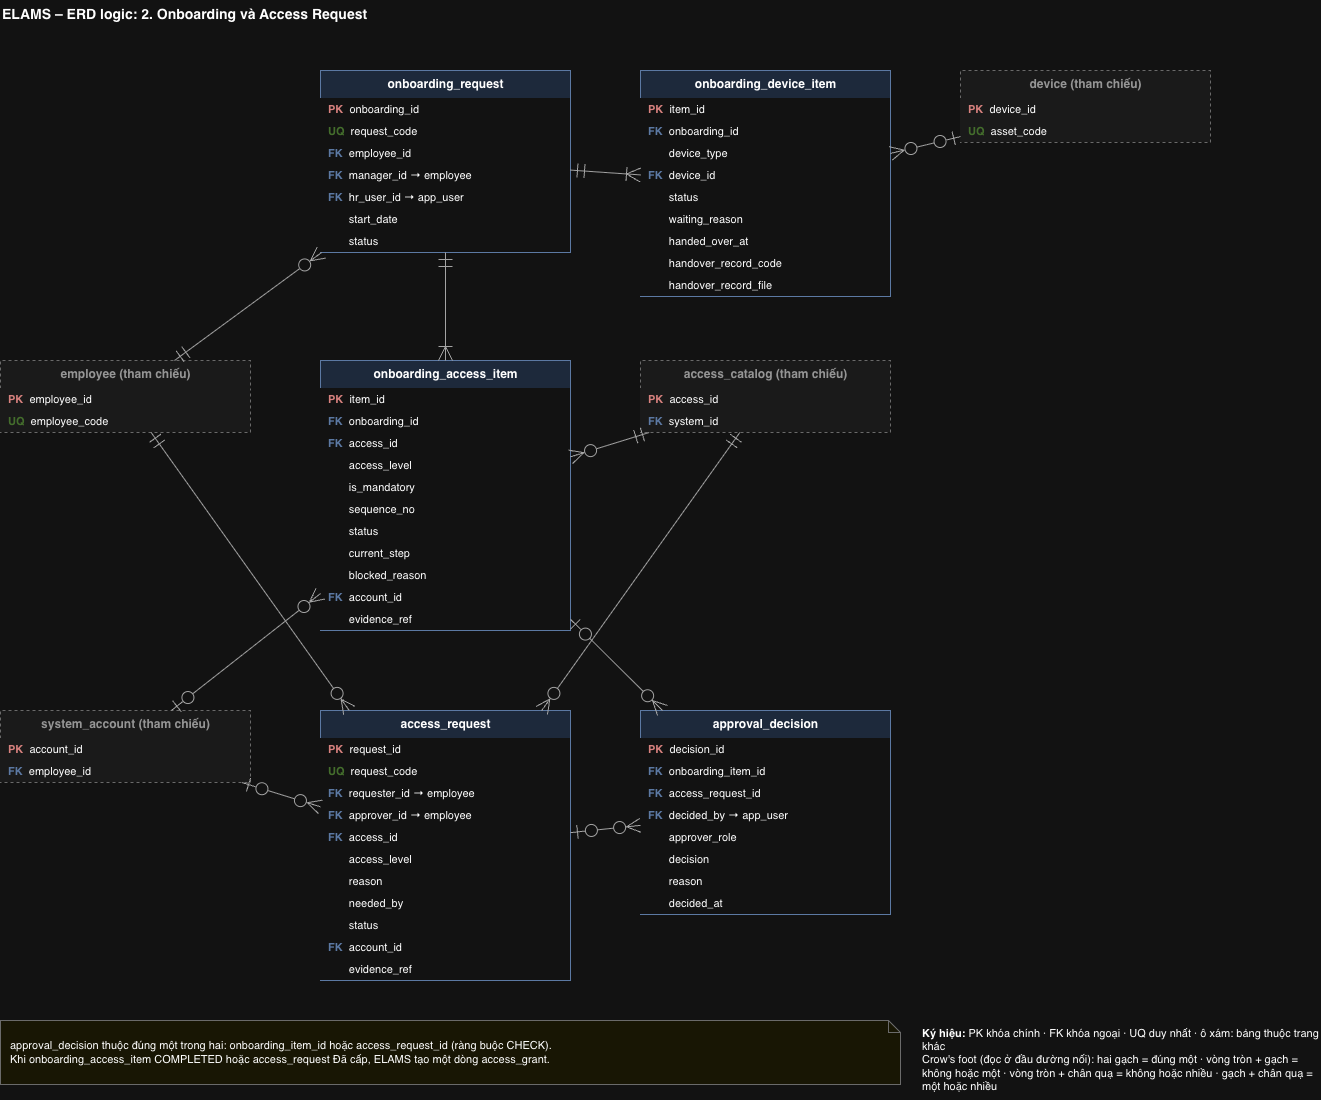 ELAMS – ERD logic: 2. Onboarding và Access Request
onboarding_request
PK onboarding_id
UQ request_code
FK employee_id
FK manager_id → employee
FK hr_user_id → app_user
start_date
status
onboarding_device_item
PK item_id
FK onboarding_id
device_type
FK device_id
status
waiting_reason
handed_over_at
handover_record_code
handover_record_file
device (tham chiếu)
PK device_id
UQ asset_code
employee (tham chiếu)
PK employee_id
UQ employee_code
onboarding_access_item
PK item_id
FK onboarding_id
FK access_id
access_level
is_mandatory
sequence_no
status
current_step
blocked_reason
FK account_id
evidence_ref
access_catalog (tham chiếu)
PK access_id
FK system_id
system_account (tham chiếu)
PK account_id
FK employee_id
access_request
PK request_id
UQ request_code
FK requester_id → employee
FK approver_id → employee
FK access_id
access_level
reason
needed_by
status
FK account_id
evidence_ref
approval_decision
PK decision_id
FK onboarding_item_id
FK access_request_id
FK decided_by → app_user
approver_role
decision
reason
decided_at
approval_decision thuộc đúng một trong hai: onboarding_item_id hoặc access_request_id (ràng buộc CHECK).
Khi onboarding_access_item COMPLETED hoặc access_request Đã cấp, ELAMS tạo một dòng access_grant.
Ký hiệu: PK khóa chính · FK khóa ngoại · UQ duy nhất · ô xám: bảng thuộc trang
khác
Crow's foot (đọc ở đầu đường nối): hai gạch = đúng một · vòng tròn + gạch =
không hoặc một · vòng tròn + chân quạ = không hoặc nhiều · gạch + chân quạ =
một hoặc nhiều